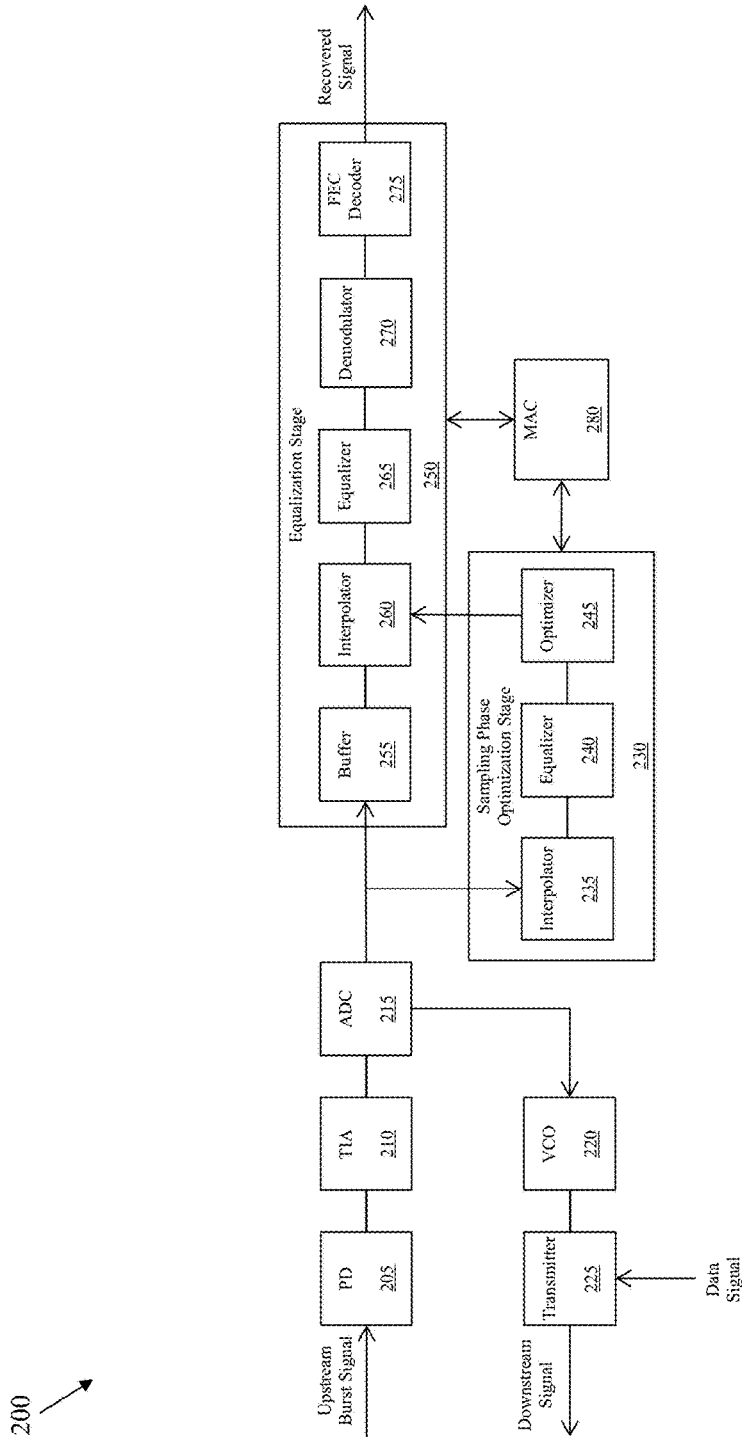 200
Upstream
Burst Signal
PD
205
TIA
210
ADC
215
Equalization Stage
Buffer
255
Interpolator
260
Equalizer
265
Demodulator
270
FEC
Decoder
275
250
Recovered
Signal
Downstream
Signal
Transmitter
225
VCO
220
Data
Signal
Sampling Phase
Optimization Stage
Interpolator
235
Equalizer
240
Optimizer
245
230
MAC
280